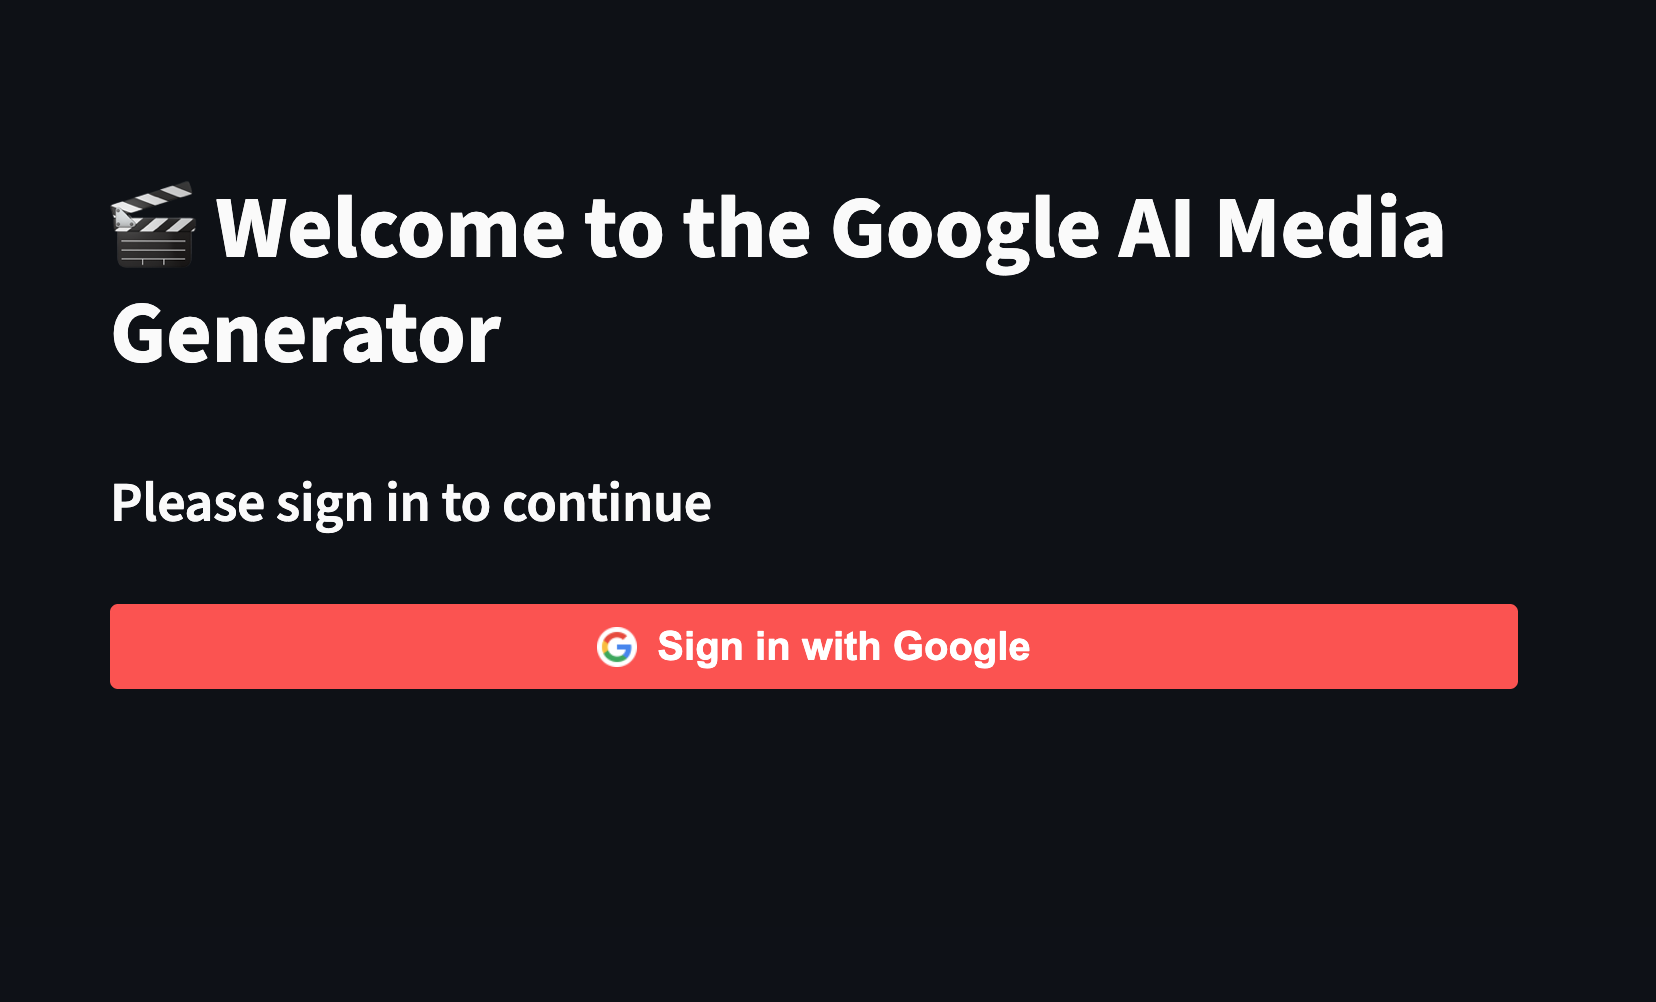 🎬 Welcome to the Google AI Media
Generator
Please sign in to continue
Sign in with Google